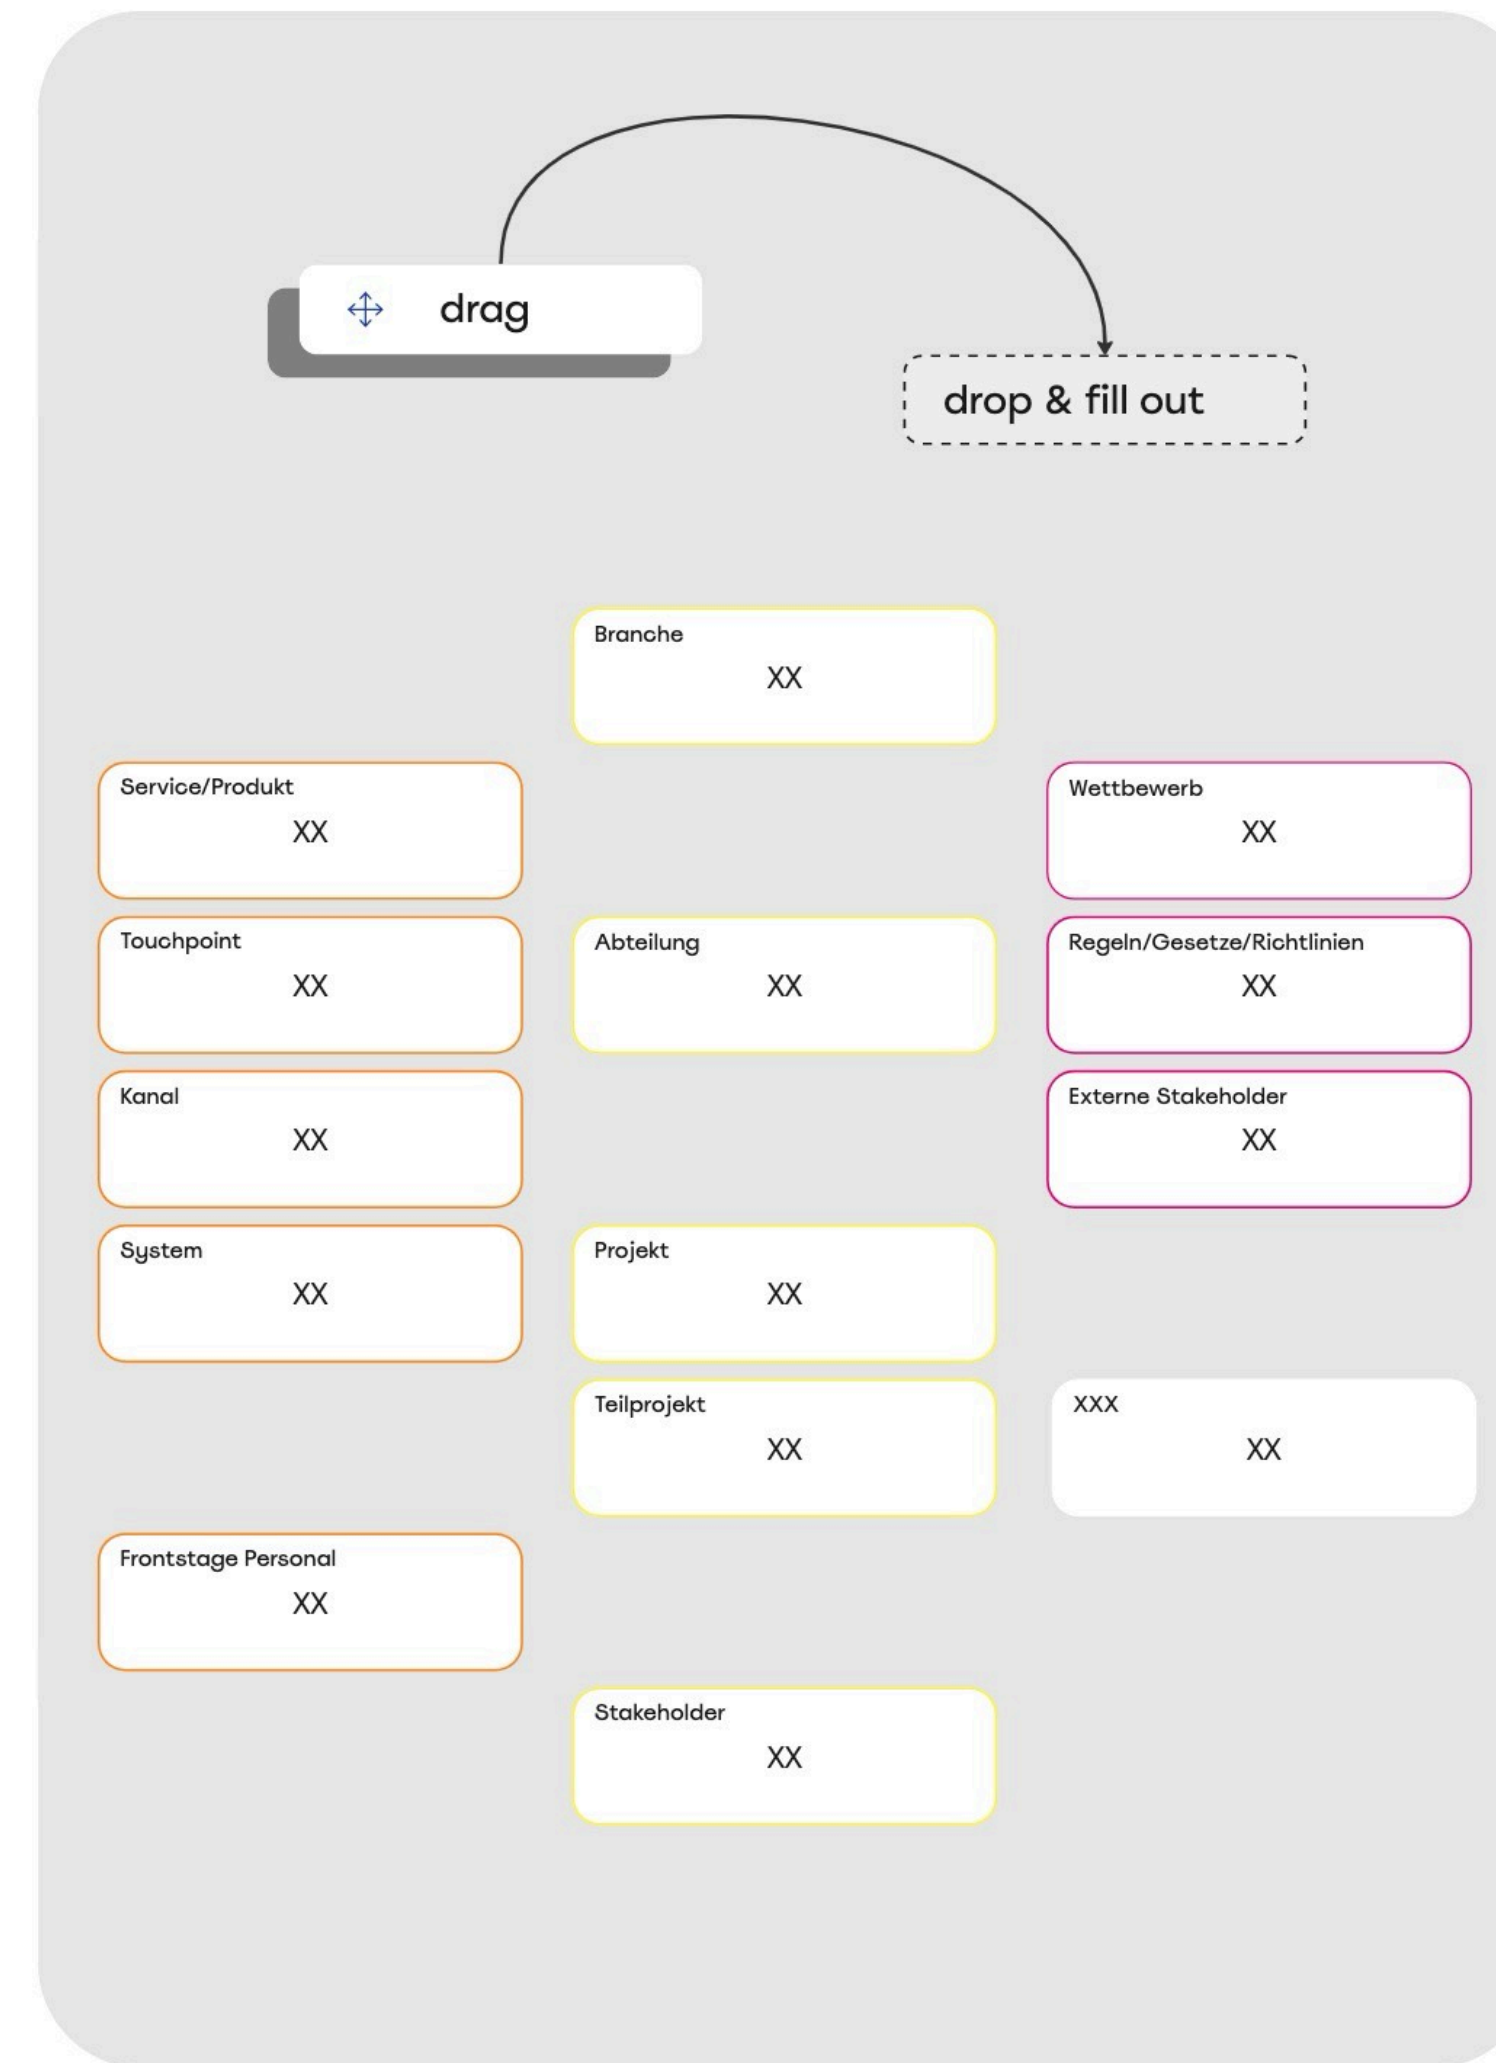 drag
drop & fill out
Branche
XX
Service/Produkt
XX
Wettbewerb
XX
Touchpoint
XX
Abteilung
XX
Regeln/Gesetze/Richtlinien
XX
Kanal
XX
Externe Stakeholder
XX
System
XX
Projekt
XX
Teilprojekt
XX
XXX
XX
Frontstage Personal
XX
Stakeholder
XX